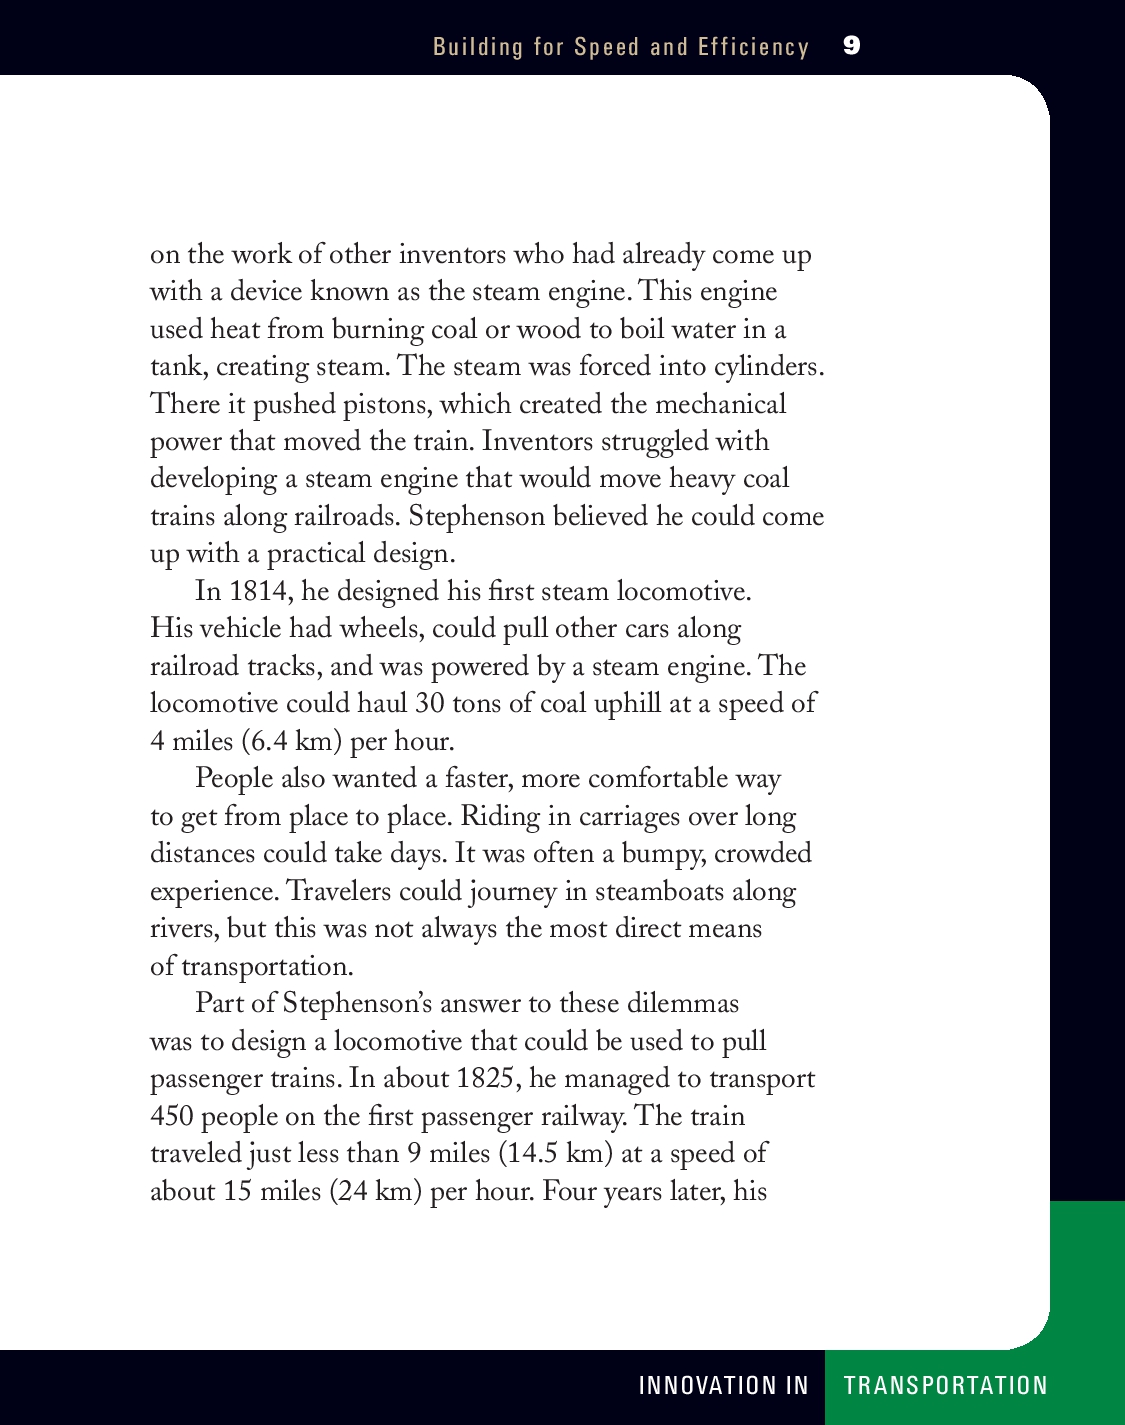 Building for Speed and Efficiency 9
on the work of other inventors who had already come up
with a device known as the steam engine. This engine
used heat from burning coal or wood to boil water in a
tank, creating steam. The steam was forced into cylinders.
There it pushed pistons, which created the mechanical
power that moved the train. Inventors struggled with
developing a steam engine that would move heavy coal
trains along railroads. Stephenson believed he could come
up with a practical design.
In 1814, he designed his first steam locomotive.
His vehicle had wheels, could pull other cars along
railroad tracks, and was powered by a steam engine. The
locomotive could haul 30 tons of coal uphill at a speed of
4 miles (6.4 km) per hour.
People also wanted a faster, more comfortable way
to get from place to place. Riding in carriages over long
distances could take days. It was often a bumpy, crowded
experience. Travelers could journey in steamboats along
rivers, but this was not always the most direct means
of transportation.
Part of Stephenson’s answer to these dilemmas
was to design a locomotive that could be used to pull
passenger trains. In about 1825, he managed to transport
450 people on the first passenger railway. The train
traveled just less than 9 miles (14.5 km) at a speed of
about 15 miles (24 km) per hour. Four years later, his
INNOVATION IN TRANSPORTATION